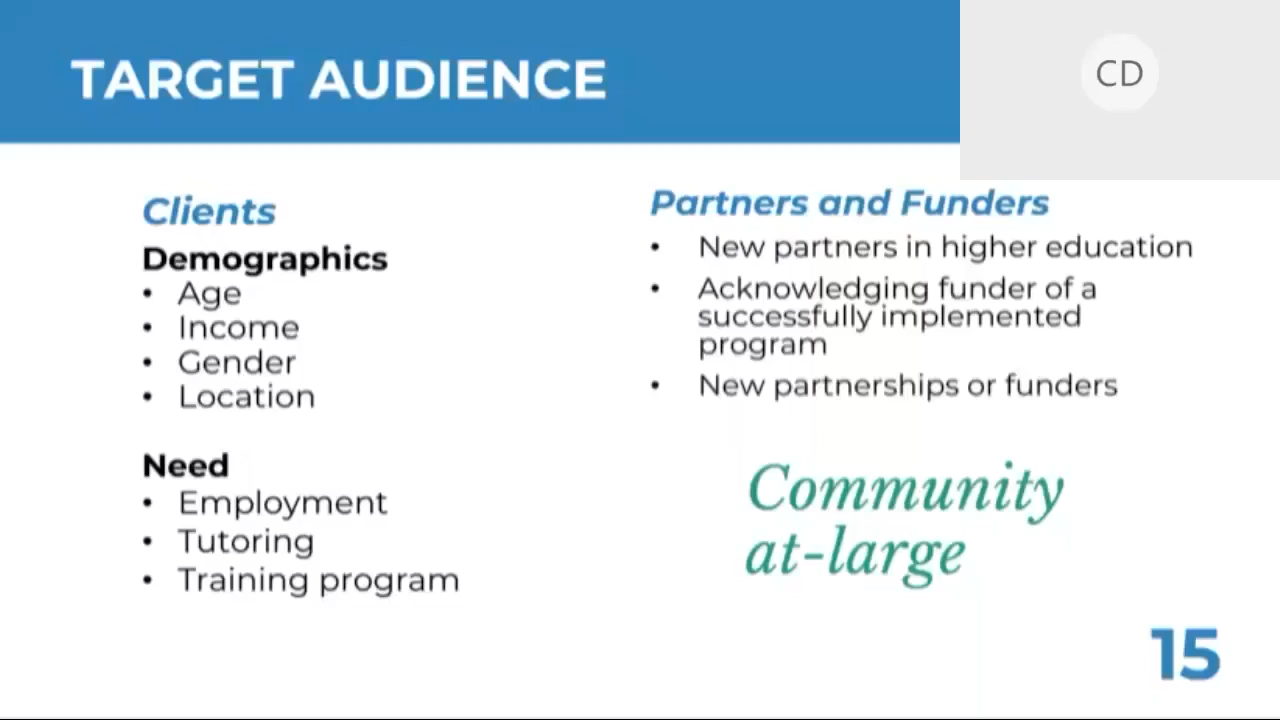 TARGET AUDIENCE
CD
Clients
Demographics
• Age
• Income
• Gender
• Location
Need
• Employment
• Tutoring
• Training program
Partners and Funders
• New partners in higher education
• Acknowledging funder of a
successfully implemented
program
• New partnerships or funders
Community
at-large
15